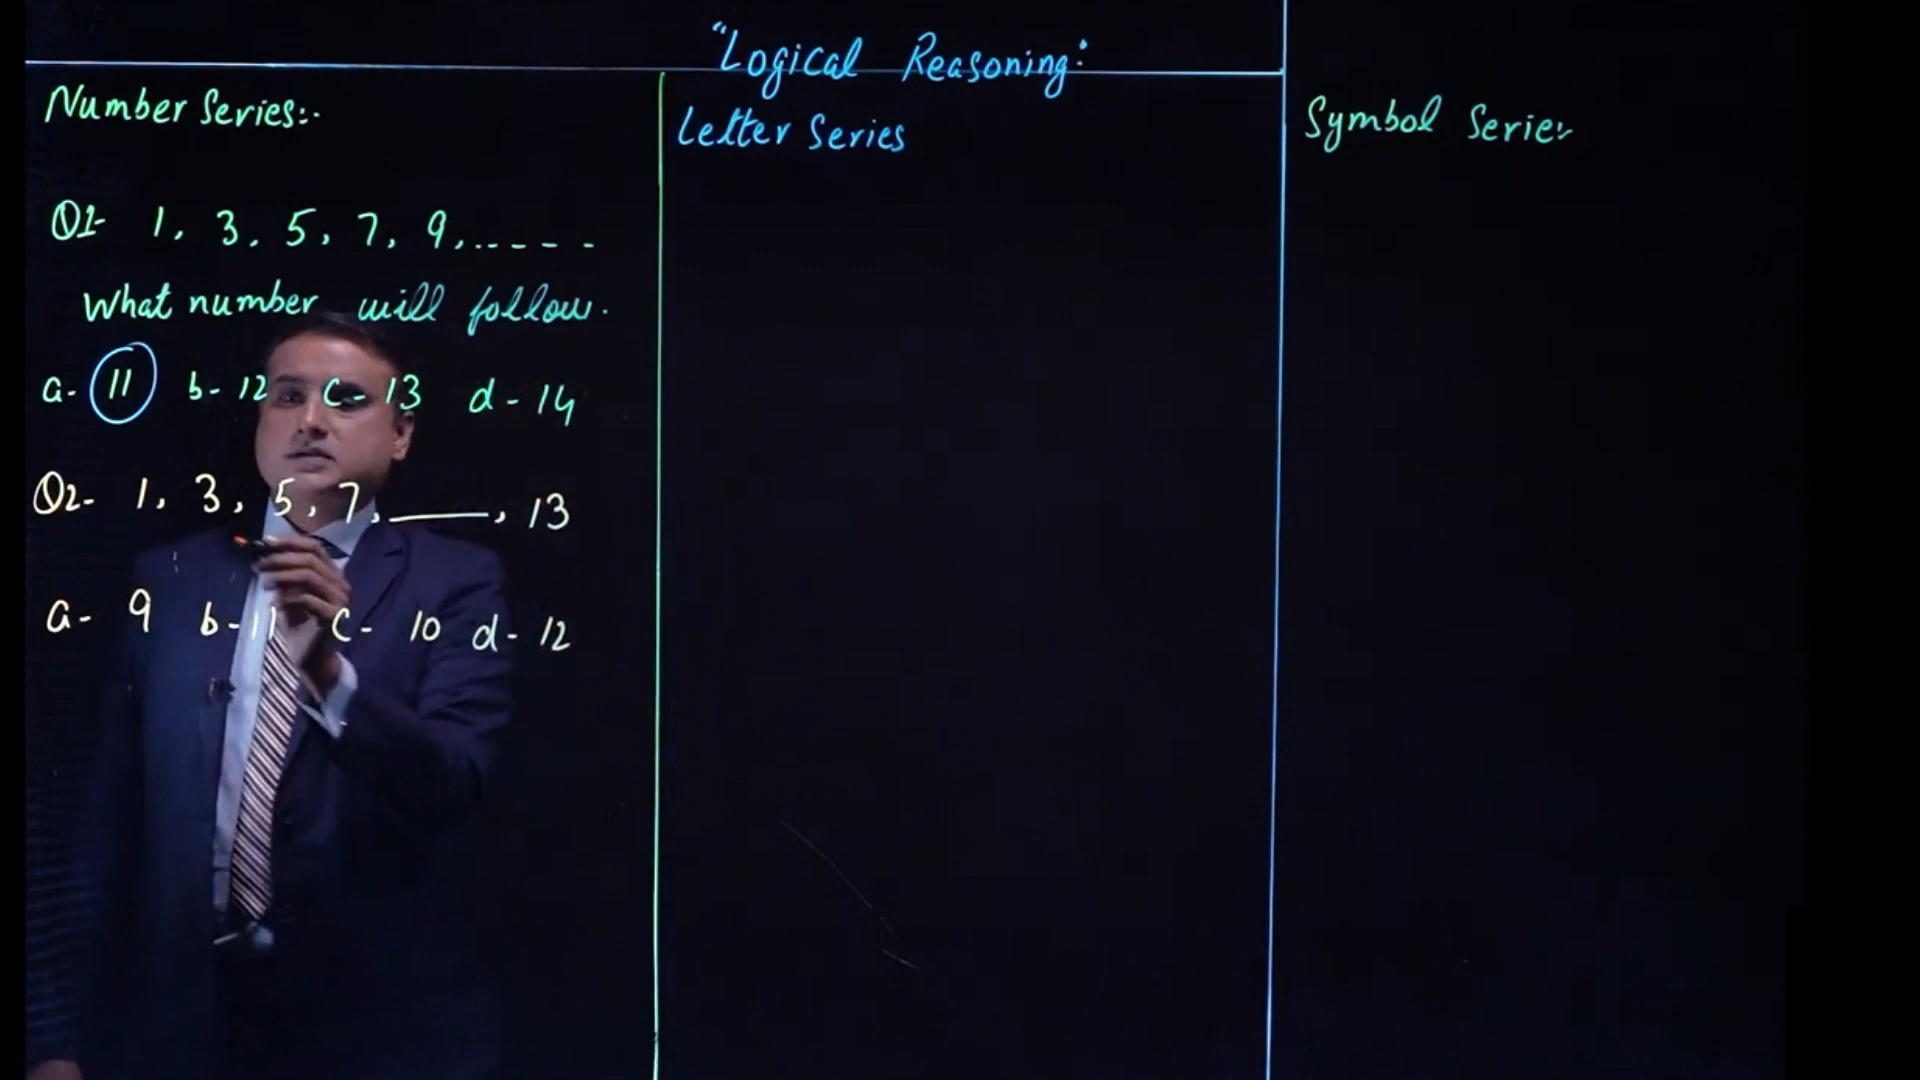 "Logical Reasoning:
Number Series:-
Q1- 1, 3, 5, 7, 9, .. - - - -
What number will follow.
a- 11 b- 12 c- 13 d- 14
Q2- 1, 3, 5, 7, ____, 13
a- 9 b- 11 c- 10 d- 12
Letter Series
Symbol Series